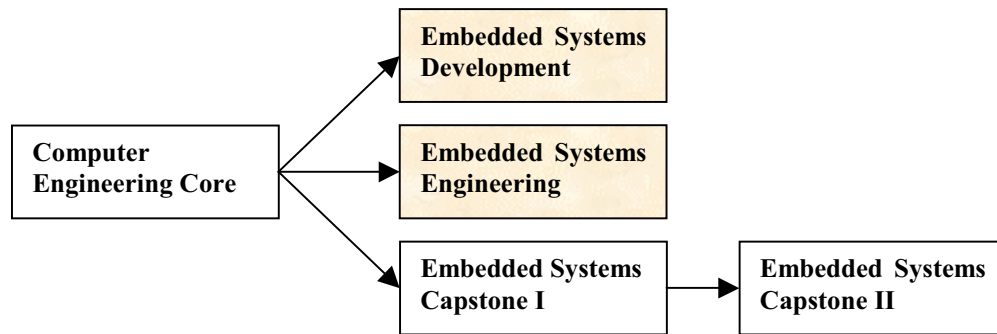 Embedded Systems
Development
Computer
Engineering Core
Embedded Systems
Engineering
Embedded Systems
Capstone I
Embedded Systems
Capstone II